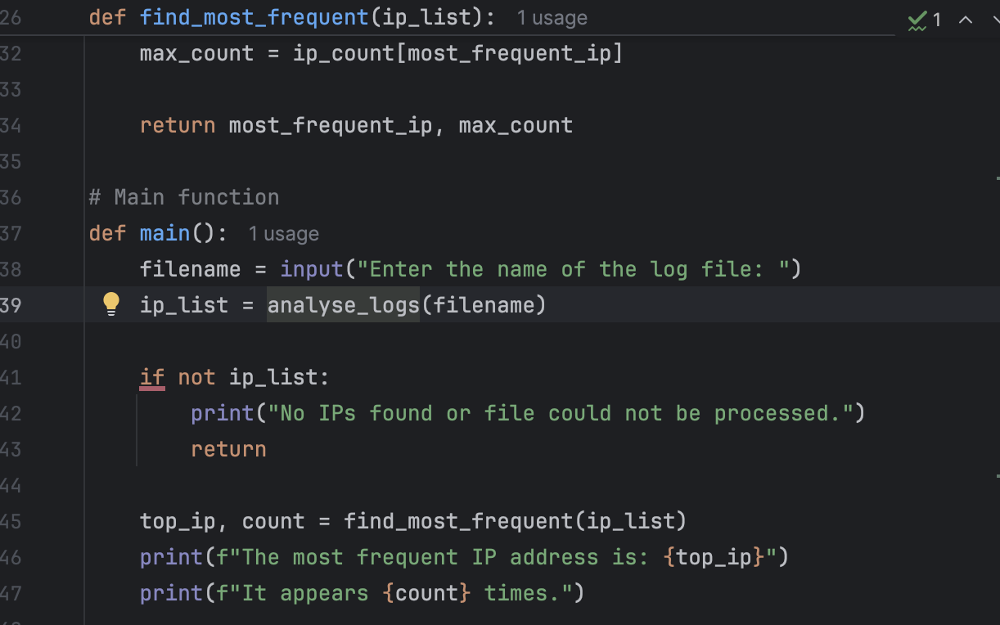 26 def find_most_frequent(ip_list): 1 usage 1
32 max_count = ip_count[most_frequent_ip]
33
34 return most_frequent_ip, max_count
35
36 # Main function
37 def main(): 1 usage
38 filename = input("Enter the name of the log file: ")
39 ip_list = analyse_logs(filename)
40
41 if not ip_list:
42 print("No IPs found or file could not be processed.")
43 return
44
45 top_ip, count = find_most_frequent(ip_list)
46 print(f"The most frequent IP address is: {top_ip}")
47 print(f"It appears {count} times.")